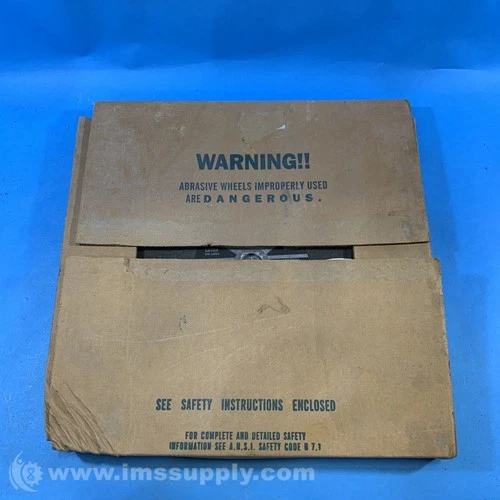 WARNING!!
ABRASIVE WHEELS IMPROPERLY USED
ARE DANGEROUS.
SEE SAFETY INSTRUCTIONS ENCLOSED
FOR COMPLETE AND DETAILED SAFETY
INFORMATION SEE A.N.S.I. SAFETY CODE B 7.1
© www.imssupply.com